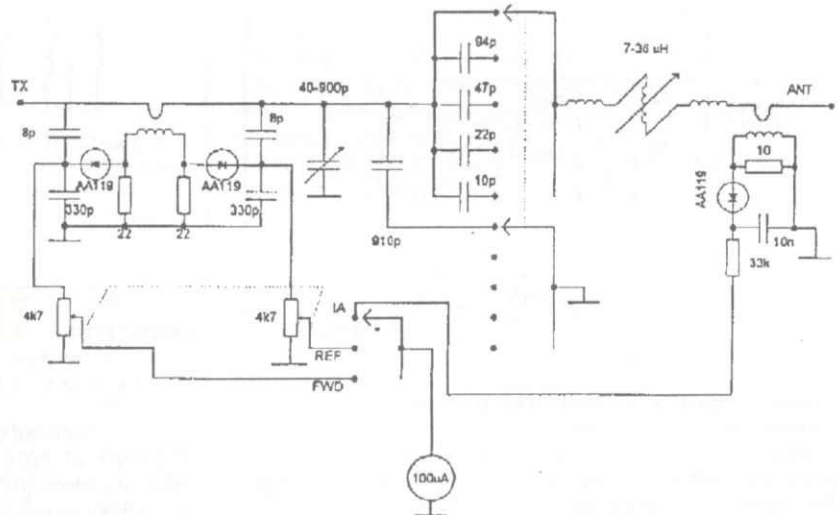 TX
8p
40-900p
8p
94p
47p
22p
10p
7-36 uH
ANT
AA119
AA119
330p
330p
22
22
910p
10
AA119
10n
33k
4k7
4k7
IA
REF
FWD
100uA